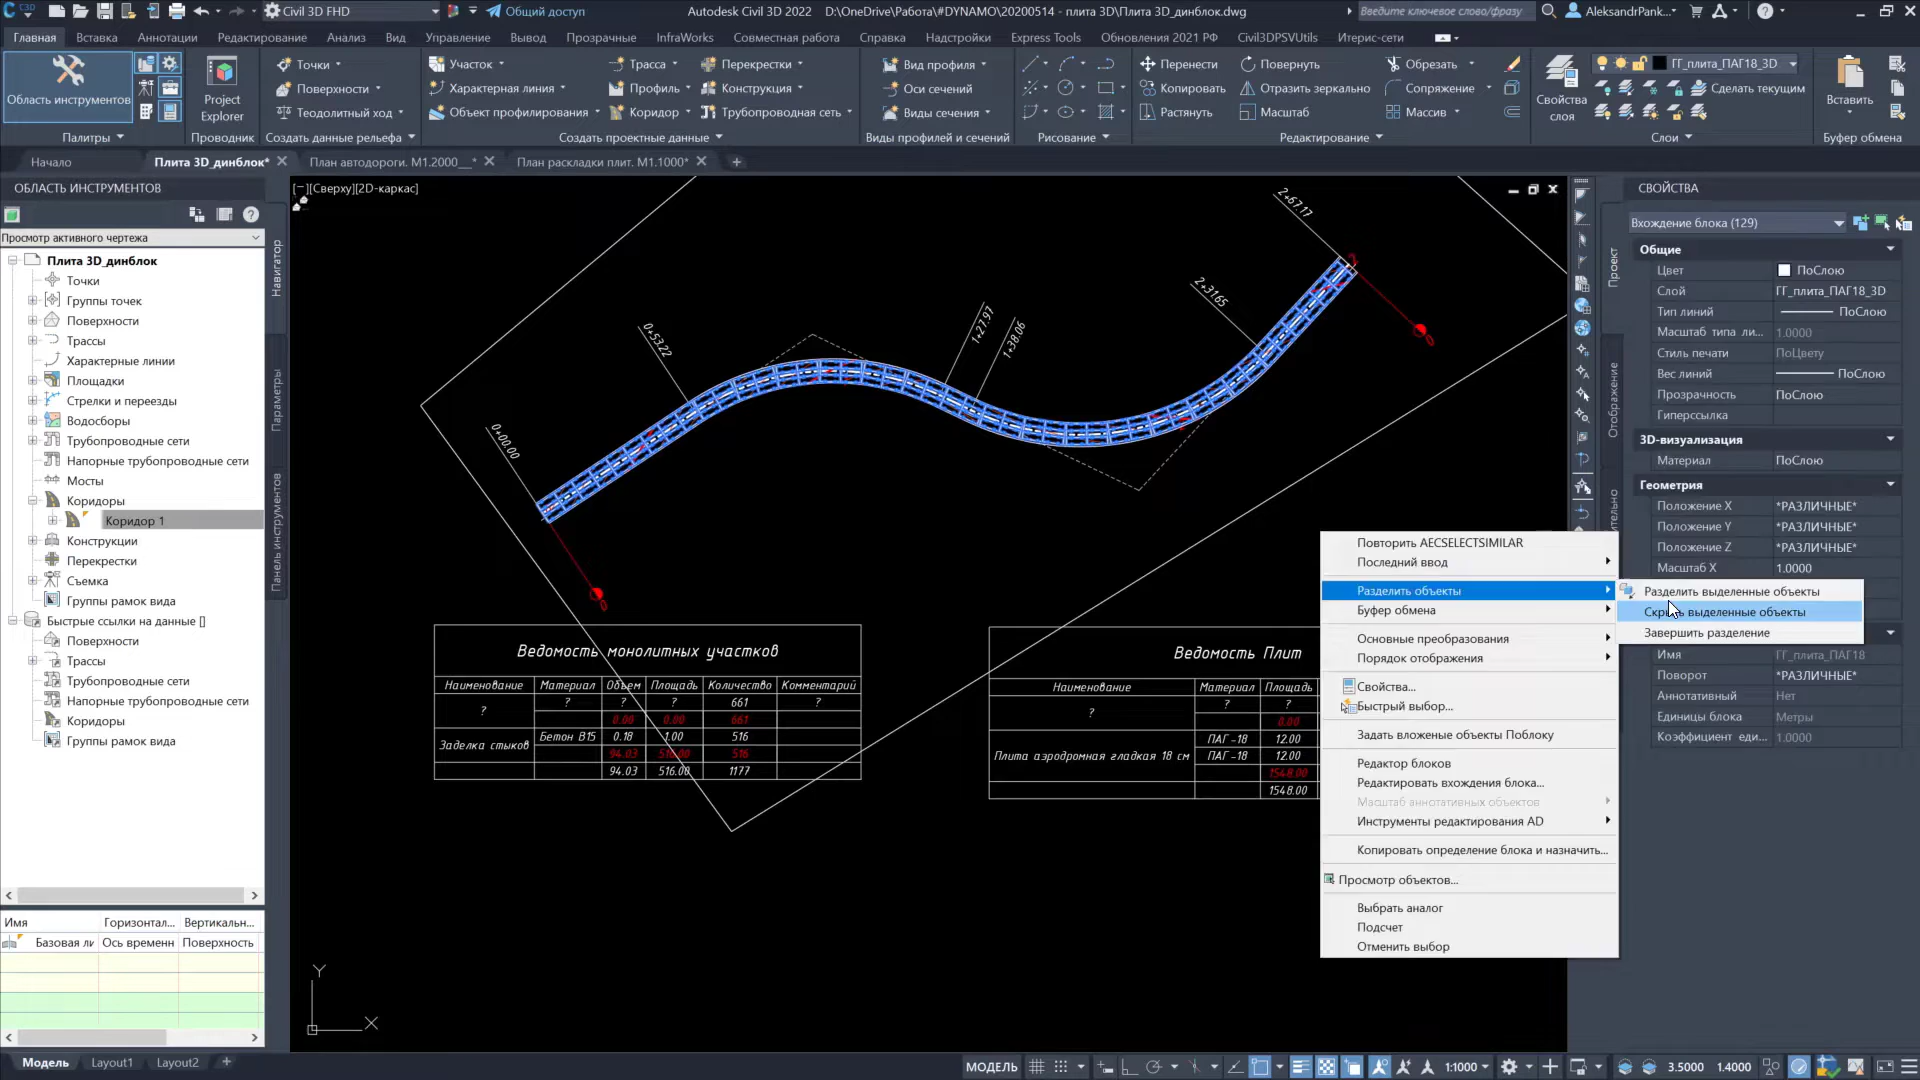 Civil 3D FHD
Общий доступ
Autodesk Civil 3D 2022 D:\OneDrive\Работа\#DYNAMO\20200514 - плита 3D\Плита 3D_динблок.dwg
Введите ключевое слово/фразу
AleksandrPank...
Главная Вставка Аннотации Редактирование Анализ Вид Управление Вывод Прозрачные InfraWorks Совместная работа Справка Надстройки Express Tools Обновления 2021 РФ Civil3DPSVUtils Итерис-сети
Область инструментов
Палитры
Project Explorer
Проводник
Точки
Поверхности
Теодолитный ход
Создать данные рельефа
Участок
Характерная линия
Объект профилирования
Трасса
Профиль
Коридор
Перекрестки
Конструкция
Трубопроводная сеть
Создать проектные данные
Вид профиля
Оси сечений
Виды сечения
Виды профилей и сечений
Рисование
Перенести
Копировать
Растянуть
Повернуть
Отразить зеркально
Масштаб
Обрезать
Сопряжение
Массив
Редактирование
Свойства слоя
ГГ_плита_ПАГ18_3D
Сделать текущим
Слои
Вставить
Буфер обмена
Начало
Плита 3D_динблок*
План автодороги. М1.2000__*
План раскладки плит. М1.1000*
ОБЛАСТЬ ИНСТРУМЕНТОВ
Просмотр активного чертежа
Плита 3D_динблок
Точки
Группы точек
Поверхности
Трассы
Характерные линии
Площадки
Стрелки и переезды
Водосборы
Трубопроводные сети
Напорные трубопроводные сети
Мосты
Коридоры
Коридор 1
Конструкции
Перекрестки
Съемка
Группы рамок вида
Быстрые ссылки на данные []
Поверхности
Трассы
Трубопроводные сети
Напорные трубопроводные сети
Коридоры
Группы рамок вида
Навигатор
Параметры
Панель инструментов
Имя Горизонтал... Вертикальн...
Базовая ли Ось временн Поверхность
[−][Сверху][2D-каркас]
0+00.00
0+53.22
1+27.97
1+38.06
2+31.65
2+67.17
Ведомость монолитных участков
Наименование Материал Объем Площадь Количество Комментарий
? ? ? ? 661 ?
0.00 0.00 661
Заделка стыков Бетон В15 0.18 1.00 516
94.03 516.00 516
94.03 516.00 1177
Ведомость Плит
Наименование Материал Площадь
? ? ?
0.00
Плита аэродромная гладкая 18 см
ПАГ-18 12.00
ПАГ-18 12.00
1548.00
1548.00
Y
X
Повторить AECSELECTSIMILAR
Последний ввод
Разделить объекты
Буфер обмена
Основные преобразования
Порядок отображения
Свойства...
Быстрый выбор...
Задать вложеные объекты Поблоку
Редактор блоков
Редактировать вхождения блока...
Масштаб аннотативных объектов
Инструменты редактирования AD
Копировать определение блока и назначить...
Просмотр объектов...
Выбрать аналог
Подсчет
Отменить выбор
Разделить выделенные объекты
Скрыть выделенные объекты
Завершить разделение
СВОЙСТВА
Вхождение блока (129)
Проект
Отображение
Общие
Цвет ПоСлою
Слой ГГ_плита_ПАГ18_3D
Тип линий ПоСлою
Масштаб типа ли... 1.0000
Стиль печати ПоЦвету
Вес линий ПоСлою
Прозрачность ПоСлою
Гиперссылка
3D-визуализация
Материал ПоСлою
Геометрия
Положение X *РАЗЛИЧНЫЕ*
Положение Y *РАЗЛИЧНЫЕ*
Положение Z *РАЗЛИЧНЫЕ*
Масштаб X 1.0000
Имя ГГ_плита_ПАГ18
Поворот *РАЗЛИЧНЫЕ*
Аннотативный Нет
Единицы блока Метры
Коэффициент еди... 1.0000
Модель Layout1 Layout2
МОДЕЛЬ
1:1000
3.5000 1.4000